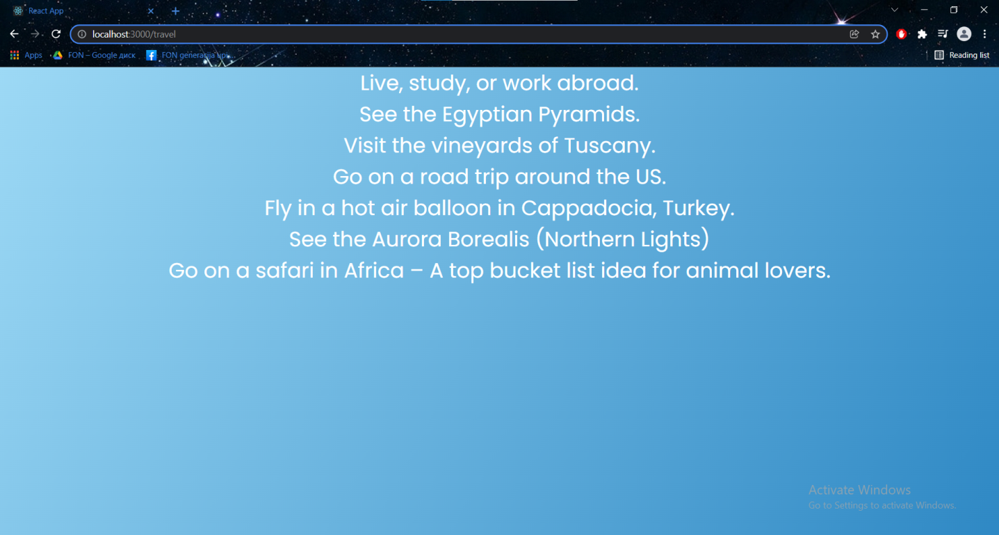 React App
localhost:3000/travel
Apps FON – Google диск FON generacija upi... Reading list
Live, study, or work abroad.
See the Egyptian Pyramids.
Visit the vineyards of Tuscany.
Go on a road trip around the US.
Fly in a hot air balloon in Cappadocia, Turkey.
See the Aurora Borealis (Northern Lights)
Go on a safari in Africa – A top bucket list idea for animal lovers.
Activate Windows
Go to Settings to activate Windows.